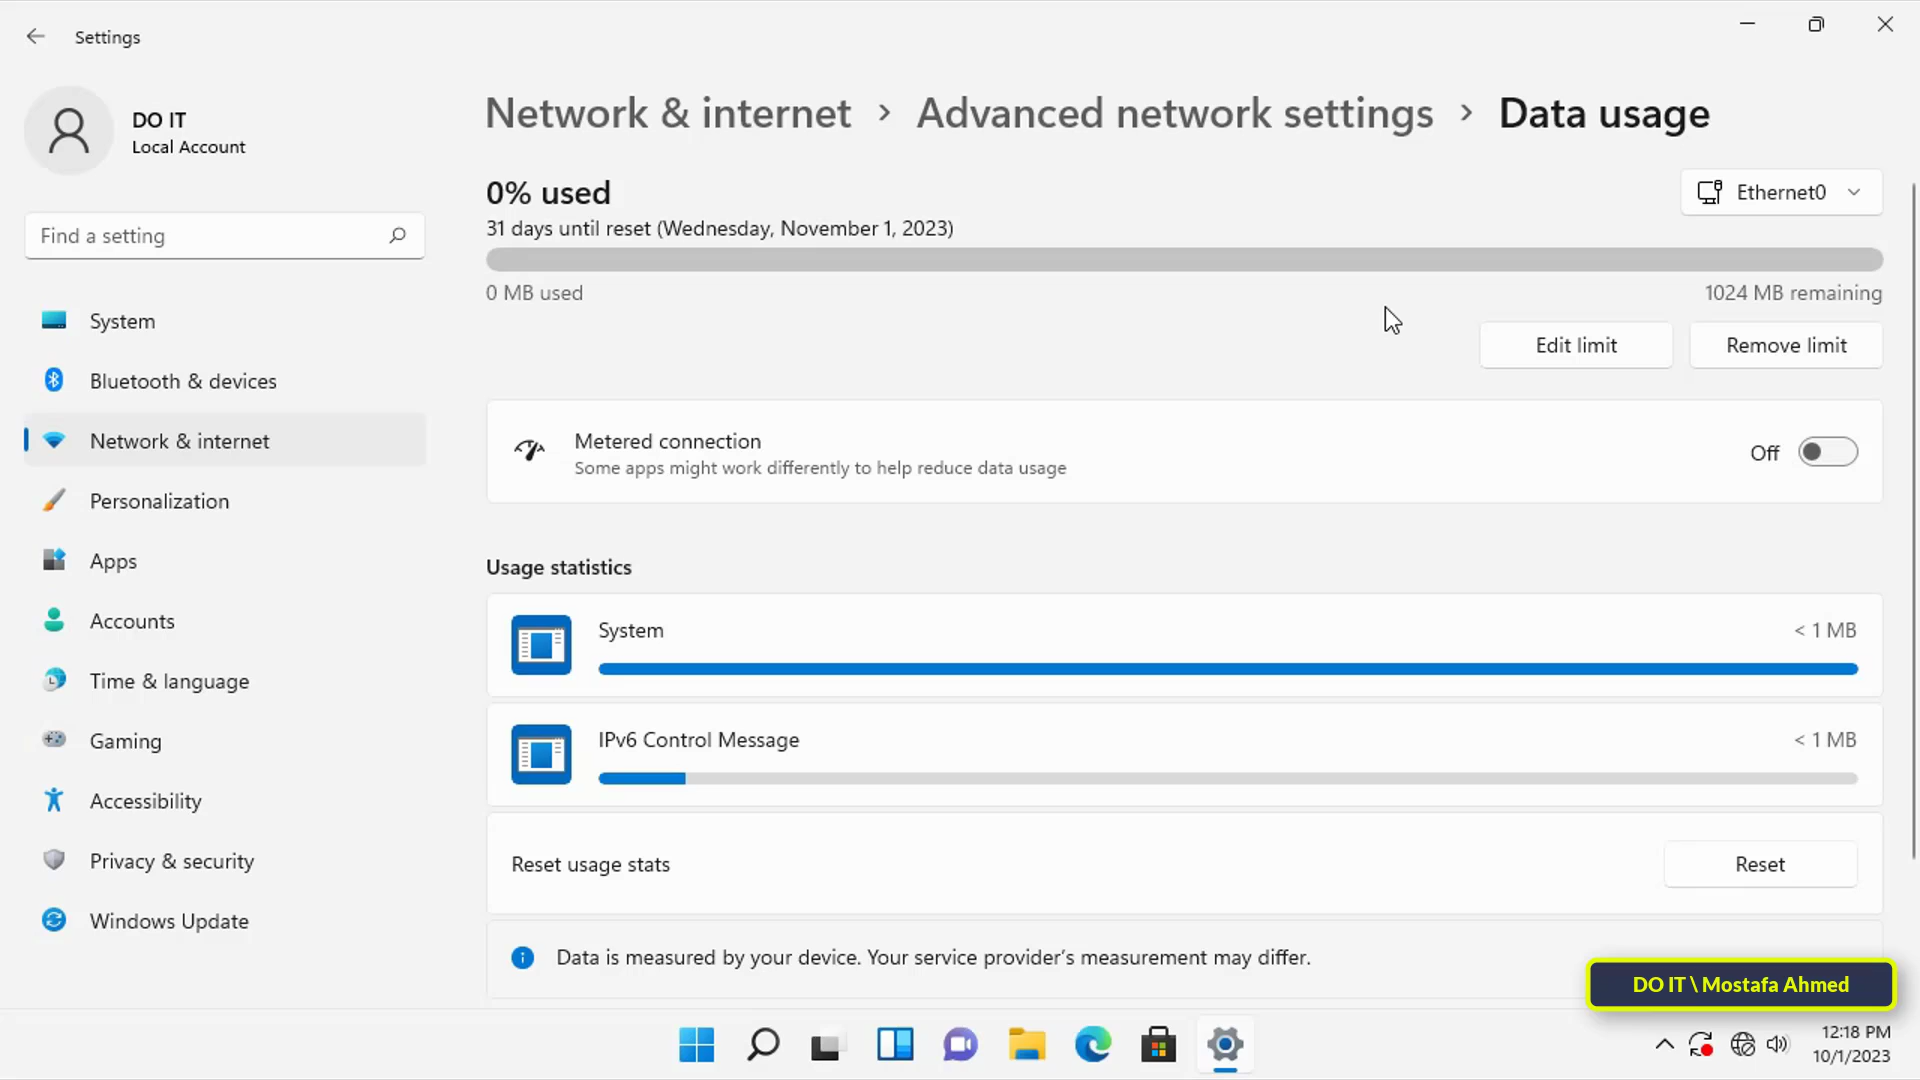 Settings
DO IT
Local Account
Find a setting
System
Bluetooth & devices
Network & internet
Personalization
Apps
Accounts
Time & language
Gaming
Accessibility
Privacy & security
Windows Update
Network & internet > Advanced network settings > Data usage
0% used
Ethernet0
31 days until reset (Wednesday, November 1, 2023)
0 MB used
1024 MB remaining
Edit limit
Remove limit
Metered connection
Some apps might work differently to help reduce data usage
Off
Usage statistics
System
< 1 MB
IPv6 Control Message
< 1 MB
Reset usage stats
Reset
Data is measured by your device. Your service provider’s measurement may differ.
DO IT \ Mostafa Ahmed
12:18 PM
10/1/2023